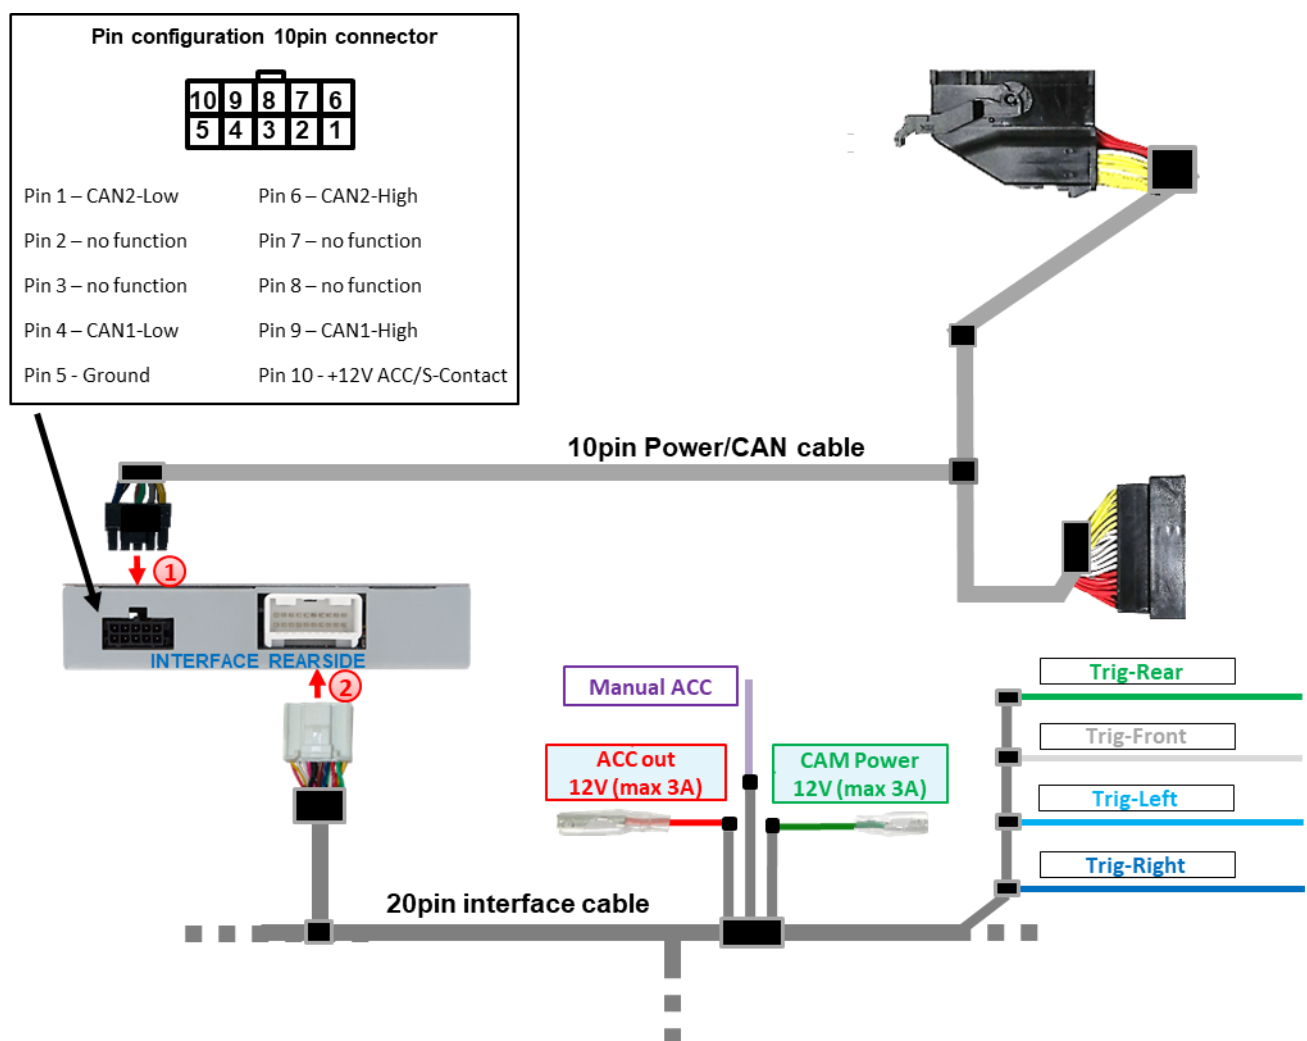 Pin configuration 10pin connector
10 9 8 7 6
5 4 3 2 1
Pin 1 – CAN2-Low
Pin 6 – CAN2-High
Pin 2 – no function
Pin 7 – no function
Pin 3 – no function
Pin 8 – no function
Pin 4 – CAN1-Low
Pin 9 – CAN1-High
Pin 5 - Ground
Pin 10 - +12V ACC/S-Contact
10pin Power/CAN cable
1
INTERFACE REARSIDE
2
Manual ACC
ACC out
12V (max 3A)
CAM Power
12V (max 3A)
Trig-Rear
Trig-Front
Trig-Left
Trig-Right
20pin interface cable